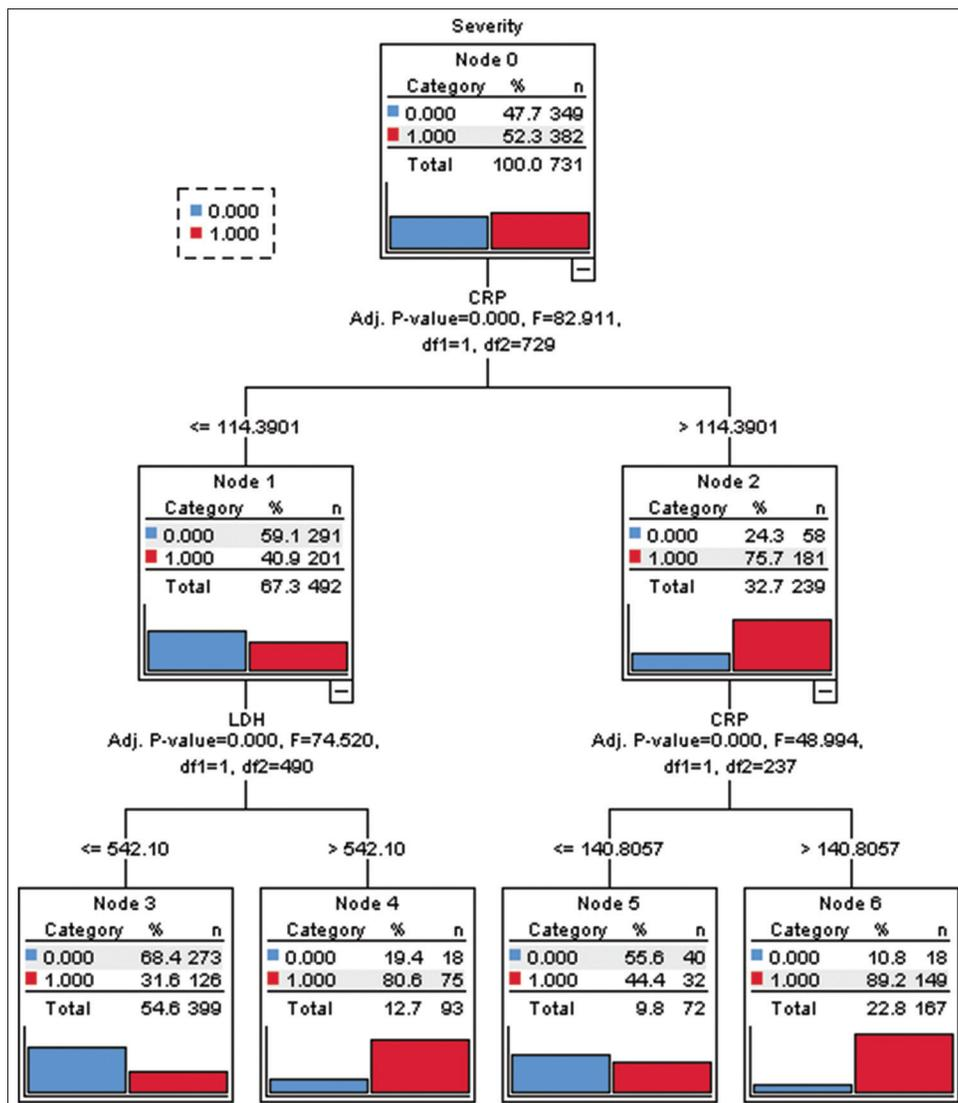 Severity
Node 0
Category % n
0.000 47.7 349
1.000 52.3 382
Total 100.0 731
0.000
1.000
CRP
Adj. P-value=0.000, F=82.911,
df1=1, df2=729
<= 114.3901
> 114.3901
Node 1
Category % n
0.000 59.1 291
1.000 40.9 201
Total 67.3 492
Node 2
Category % n
0.000 24.3 58
1.000 75.7 181
Total 32.7 239
LDH
Adj. P-value=0.000, F=74.520,
df1=1, df2=490
CRP
Adj. P-value=0.000, F=48.994,
df1=1, df2=237
<= 542.10
> 542.10
<= 140.8057
> 140.8057
Node 3
Category % n
0.000 68.4 273
1.000 31.6 126
Total 54.6 399
Node 4
Category % n
0.000 19.4 18
1.000 80.6 75
Total 12.7 93
Node 5
Category % n
0.000 55.6 40
1.000 44.4 32
Total 9.8 72
Node 6
Category % n
0.000 10.8 18
1.000 89.2 149
Total 22.8 167